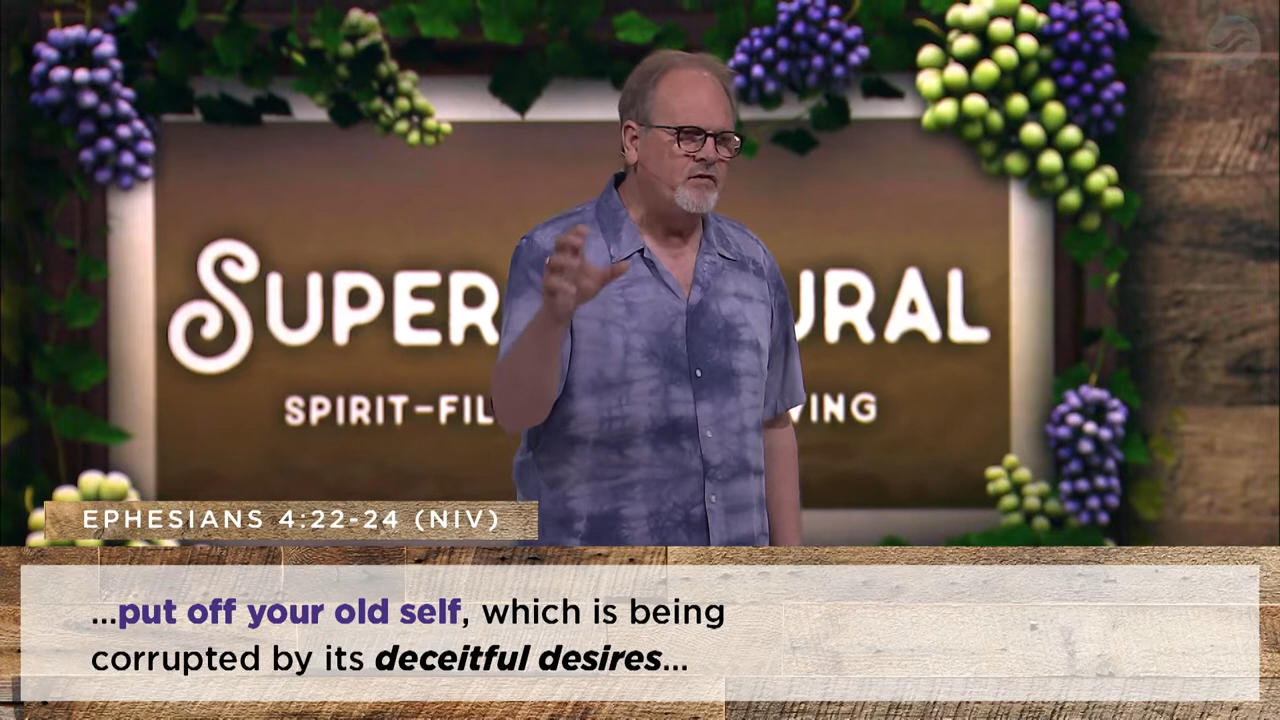 SUPER URAL
SPIRIT-FIL VING
EPHESIANS 4:22-24 (NIV)
...put off your old self, which is being
corrupted by its deceitful desires...